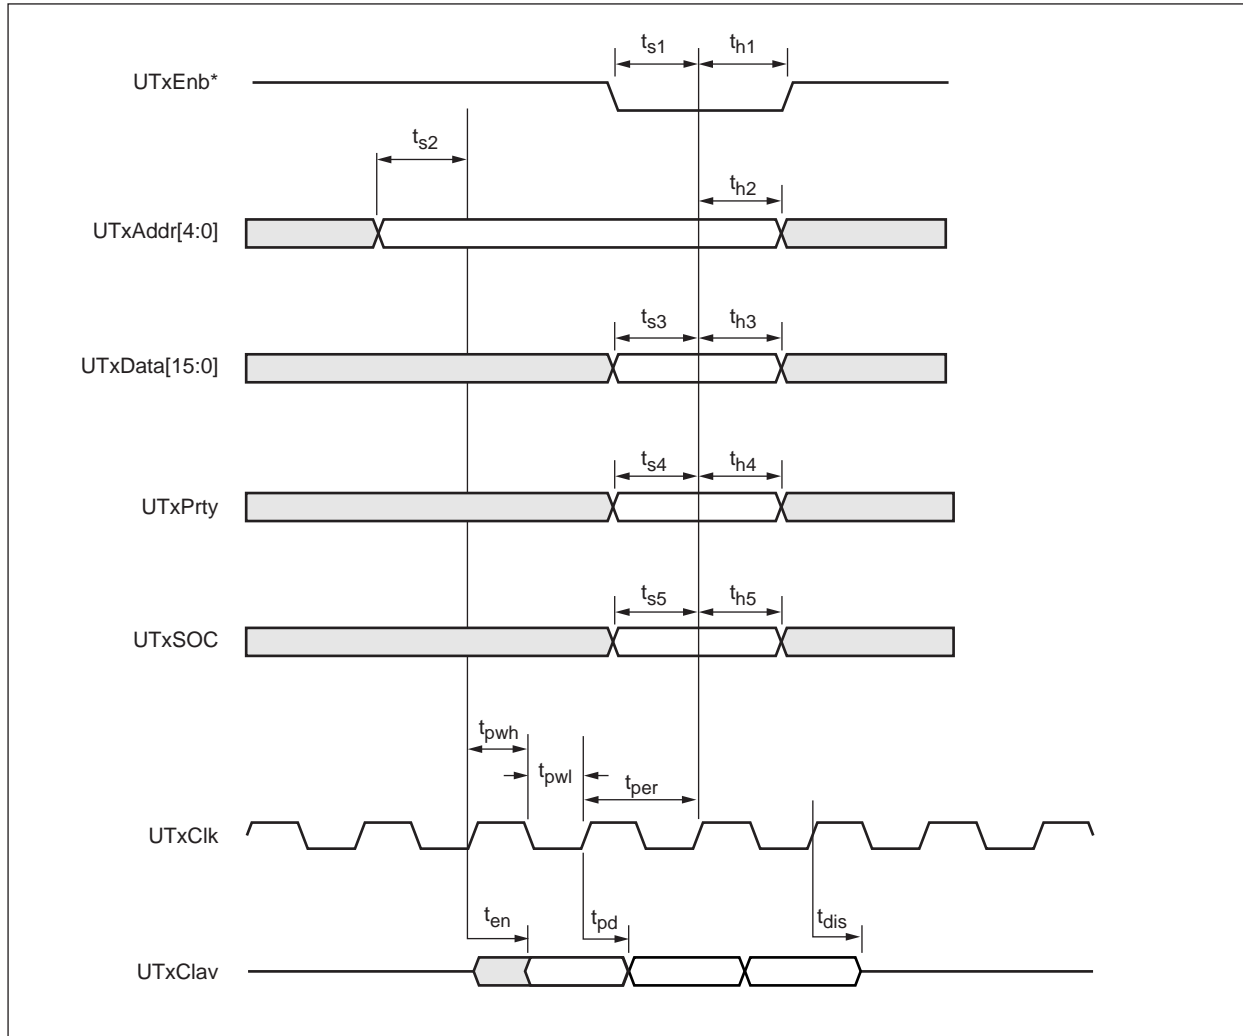 ts1
th1
UTxEnb*
ts2
th2
UTxAddr[4:0]
ts3
th3
UTxData[15:0]
ts4
th4
UTxPrty
ts5
th5
UTxSOC
tpwh
tpwl
tper
UTxClk
ten
tpd
tdis
UTxClav